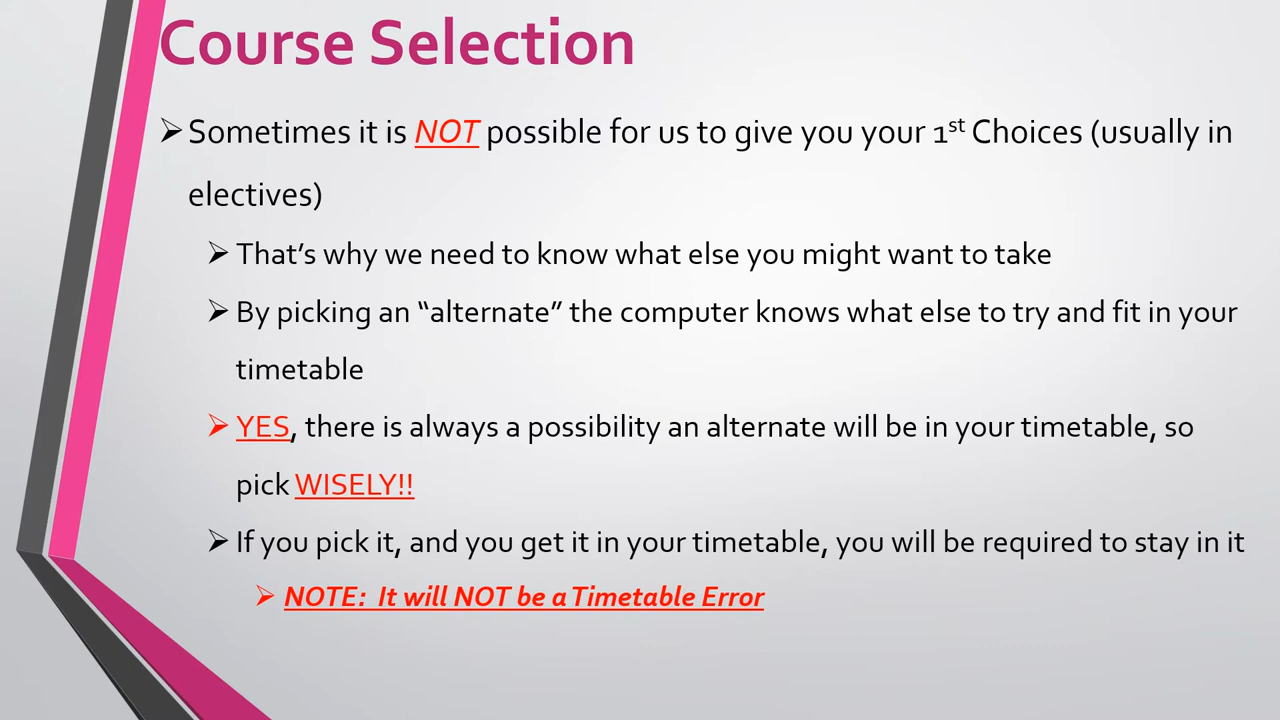 Course Selection
Sometimes it is NOT possible for us to give you your 1st Choices (usually in
electives)
That’s why we need to know what else you might want to take
By picking an “alternate” the computer knows what else to try and fit in your
timetable
YES, there is always a possibility an alternate will be in your timetable, so
pick WISELY!!
If you pick it, and you get it in your timetable, you will be required to stay in it
NOTE:  It will NOT be a Timetable Error